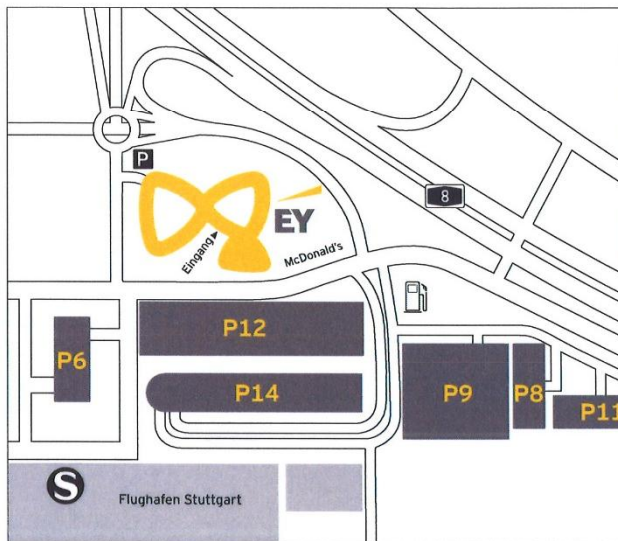 P
8
EY
Eingang
McDonald's
P12
P6
P14
P9
P8
P11
S
Flughafen Stuttgart